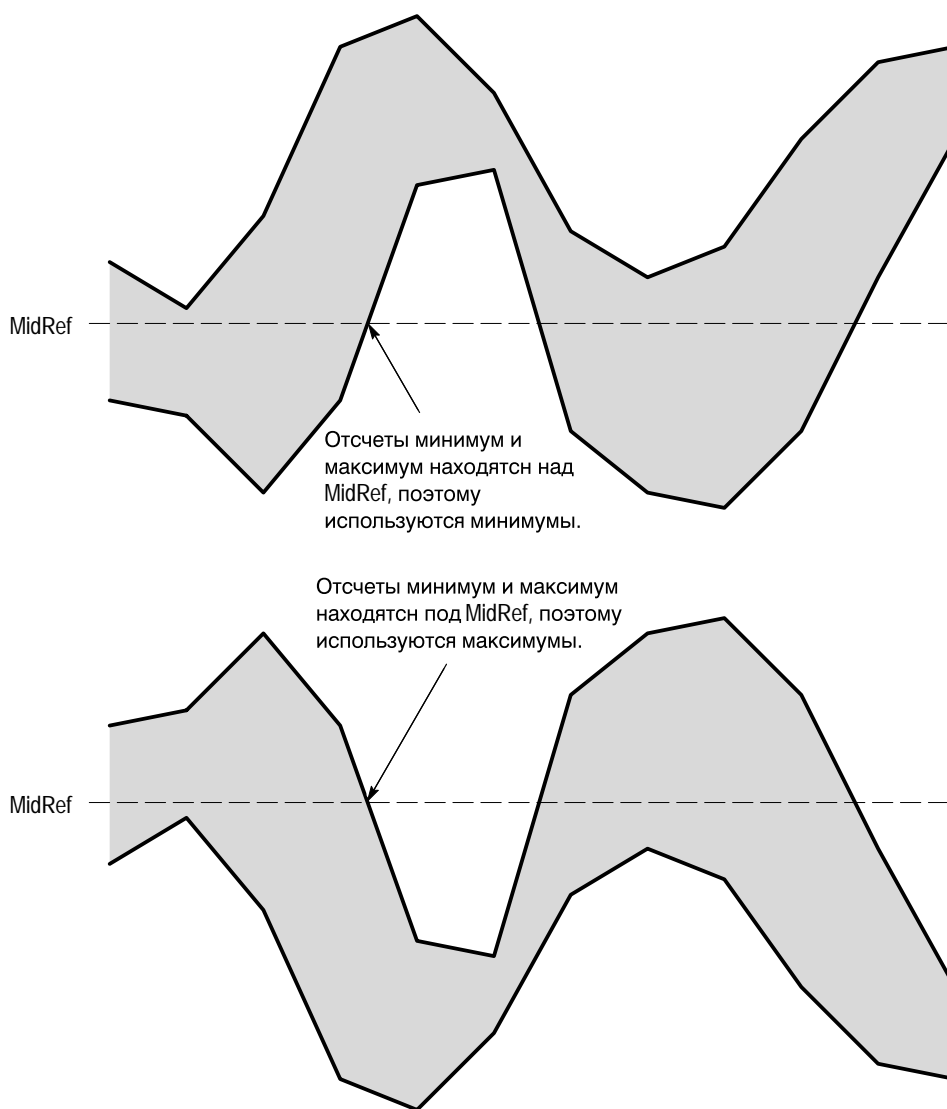 MidRef
Отсчеты минимум и
максимум находятсн над
MidRef, поэтому
используются минимумы.
Отсчеты минимум и максимум
находятсн под MidRef, поэтому
используются максимумы.
MidRef